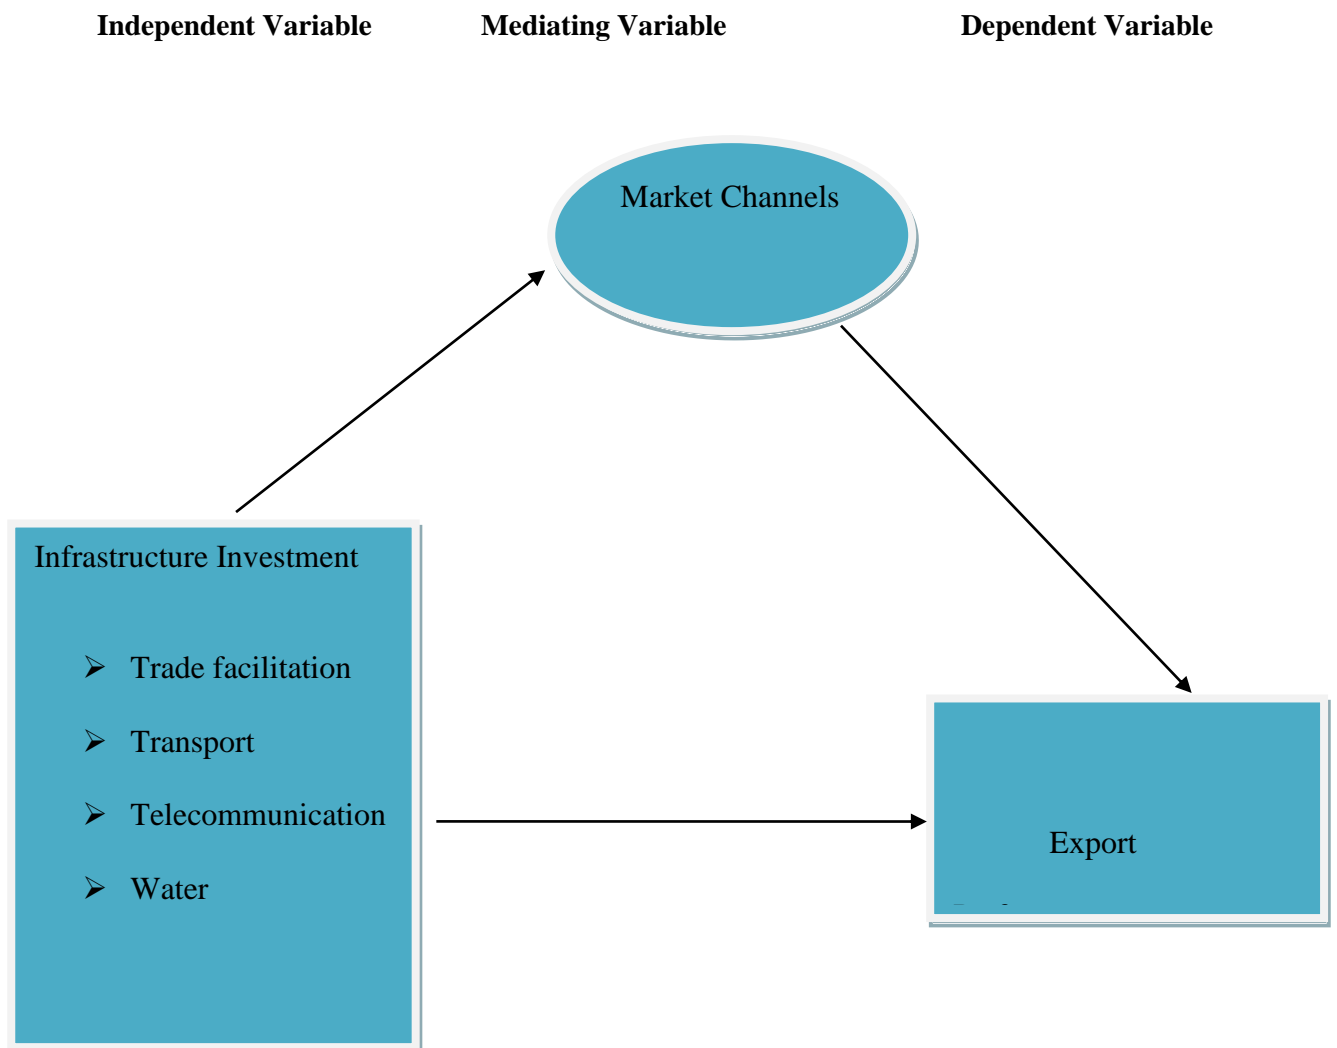 Independent Variable Mediating Variable Dependent Variable
Market Channels
Infrastructure Investment
➢ Trade facilitation
➢ Transport
➢ Telecommunication
➢ Water
Export